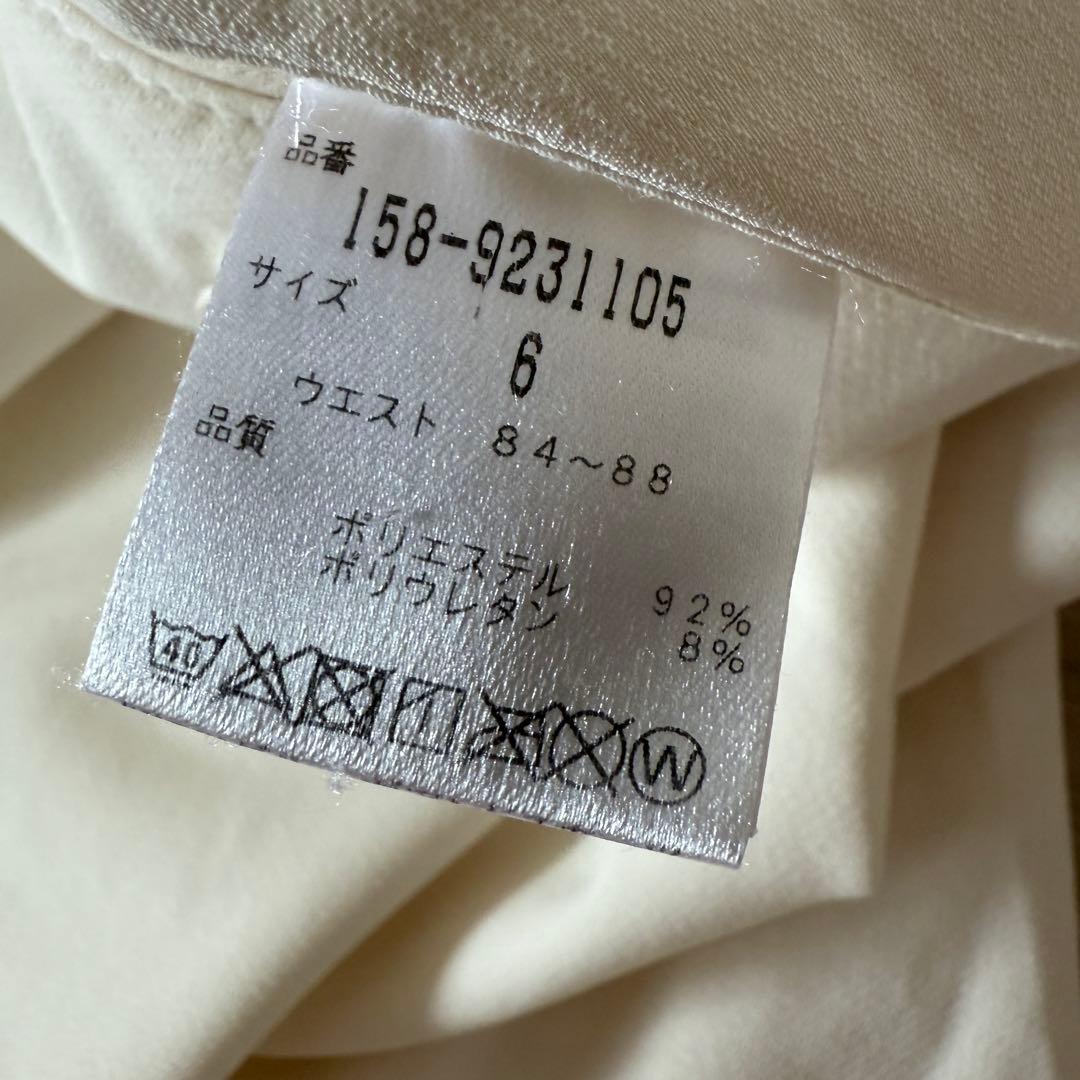 品番
158-9231105
サイズ
6
ウエスト 84〜88
品質
ポリエステル 92%
ポリウレタン 8%
40
W